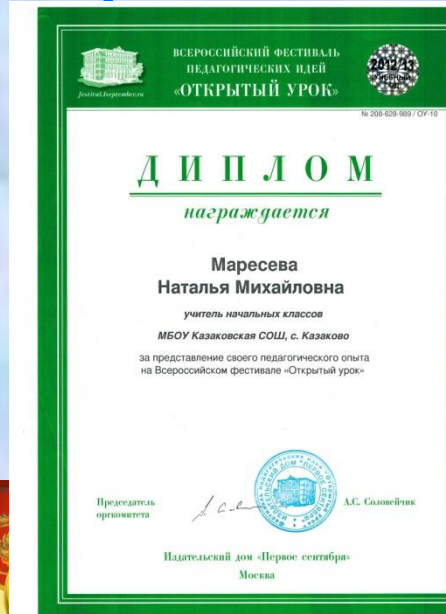 ВСЕРОССИЙСКИЙ ФЕСТИВАЛЬ
ПЕДАГОГИЧЕСКИХ ИДЕЙ
«ОТКРЫТЫЙ УРОК»
festival.1september.ru
2012/13
УЧЕБНЫЙ
ГОД
№ 208-628-989 / ОУ-10
ДИПЛОМ
награждается
Маресева
Наталья Михайловна
учитель начальных классов
МБОУ Казаковская СОШ, с. Казаково
за представление своего педагогического опыта
на Всероссийском фестивале «Открытый урок»
Председатель
оргкомитета
А.С. Соловейчик
Издательский дом «Первое сентября»
Москва